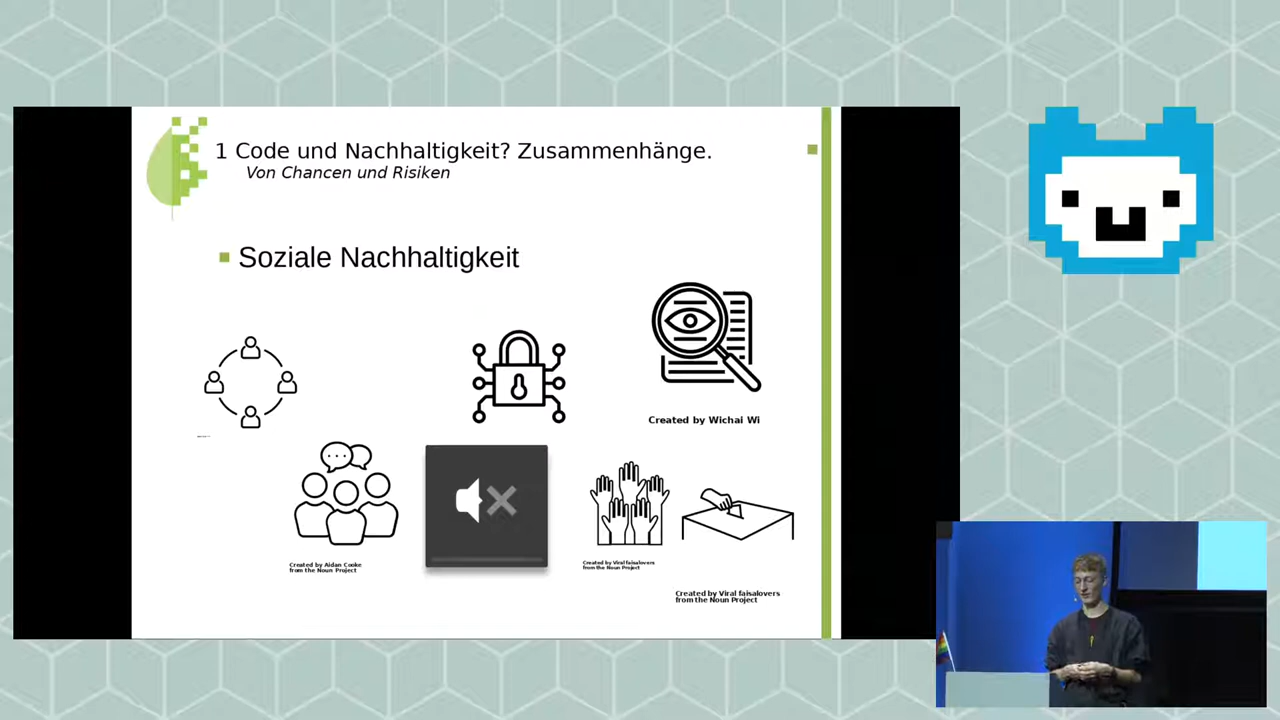 1 Code und Nachhaltigkeit? Zusammenhänge.
Von Chancen und Risiken
Soziale Nachhaltigkeit
Created by Wichai Wi
Created by Aidan Cooke
from the Noun Project
Created by Viral faisalovers
from the Noun Project
Created by Viral faisalovers
from the Noun Project